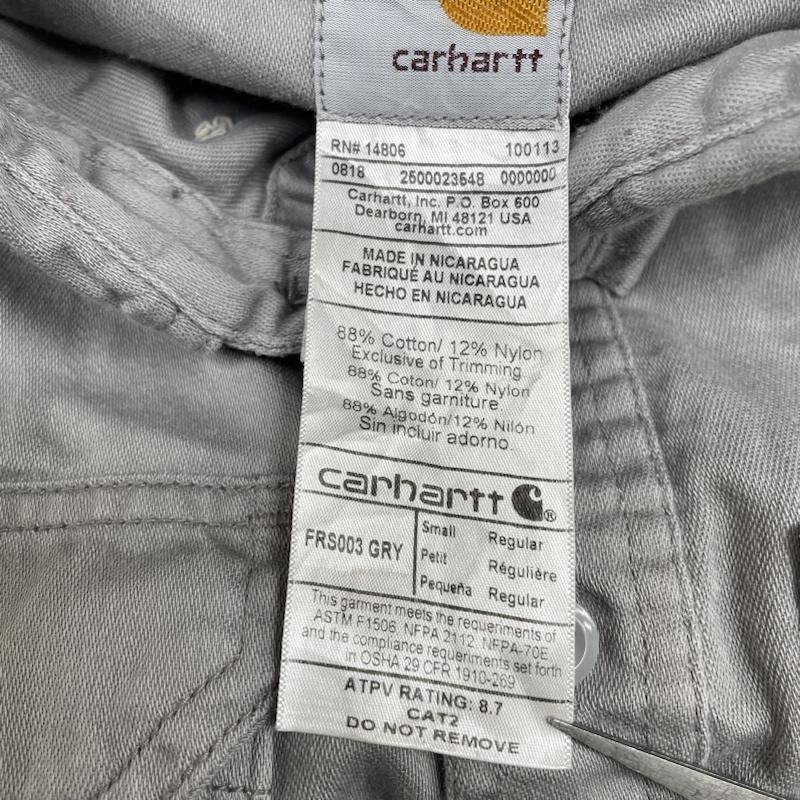 carhartt
RN# 14806 100113
0818 2500023548 0000000
Carhartt, Inc. P.O. Box 600
Dearborn, MI 48121 USA
carhartt.com
MADE IN NICARAGUA
FABRIQUÉ AU NICARAGUA
HECHO EN NICARAGUA
88% Cotton/ 12% Nylon
Exclusive of Trimming
88% Coton/ 12% Nylon
Sans garniture
88% Algodón/12% Nilón
Sin incluir adorno.
carhartt ®
FRS003 GRY
Small Regular
Petit Régulière
Pequeña Regular
This garment meets the requeriments of
ASTM F1506, NFPA 2112, NFPA-70E
and the compliance requeriments set forth
in OSHA 29 CFR 1910-269
ATPV RATING: 8.7
CAT2
DO NOT REMOVE